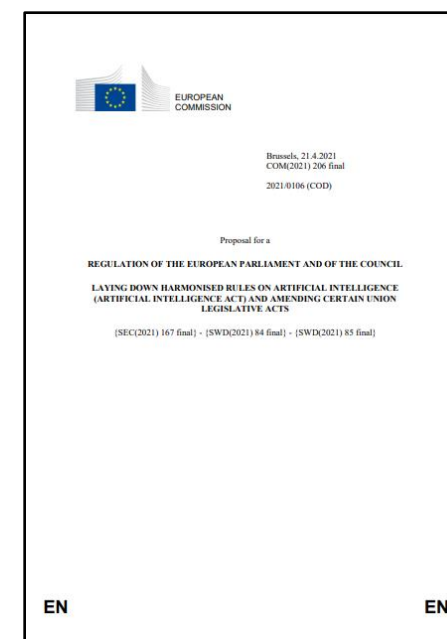 EUROPEAN
COMMISSION
Brussels, 21.4.2021
COM(2021) 206 final
2021/0106 (COD)
Proposal for a
REGULATION OF THE EUROPEAN PARLIAMENT AND OF THE COUNCIL
LAYING DOWN HARMONISED RULES ON ARTIFICIAL INTELLIGENCE
(ARTIFICIAL INTELLIGENCE ACT) AND AMENDING CERTAIN UNION
LEGISLATIVE ACTS
{SEC(2021) 167 final} - {SWD(2021) 84 final} - {SWD(2021) 85 final}
EN EN